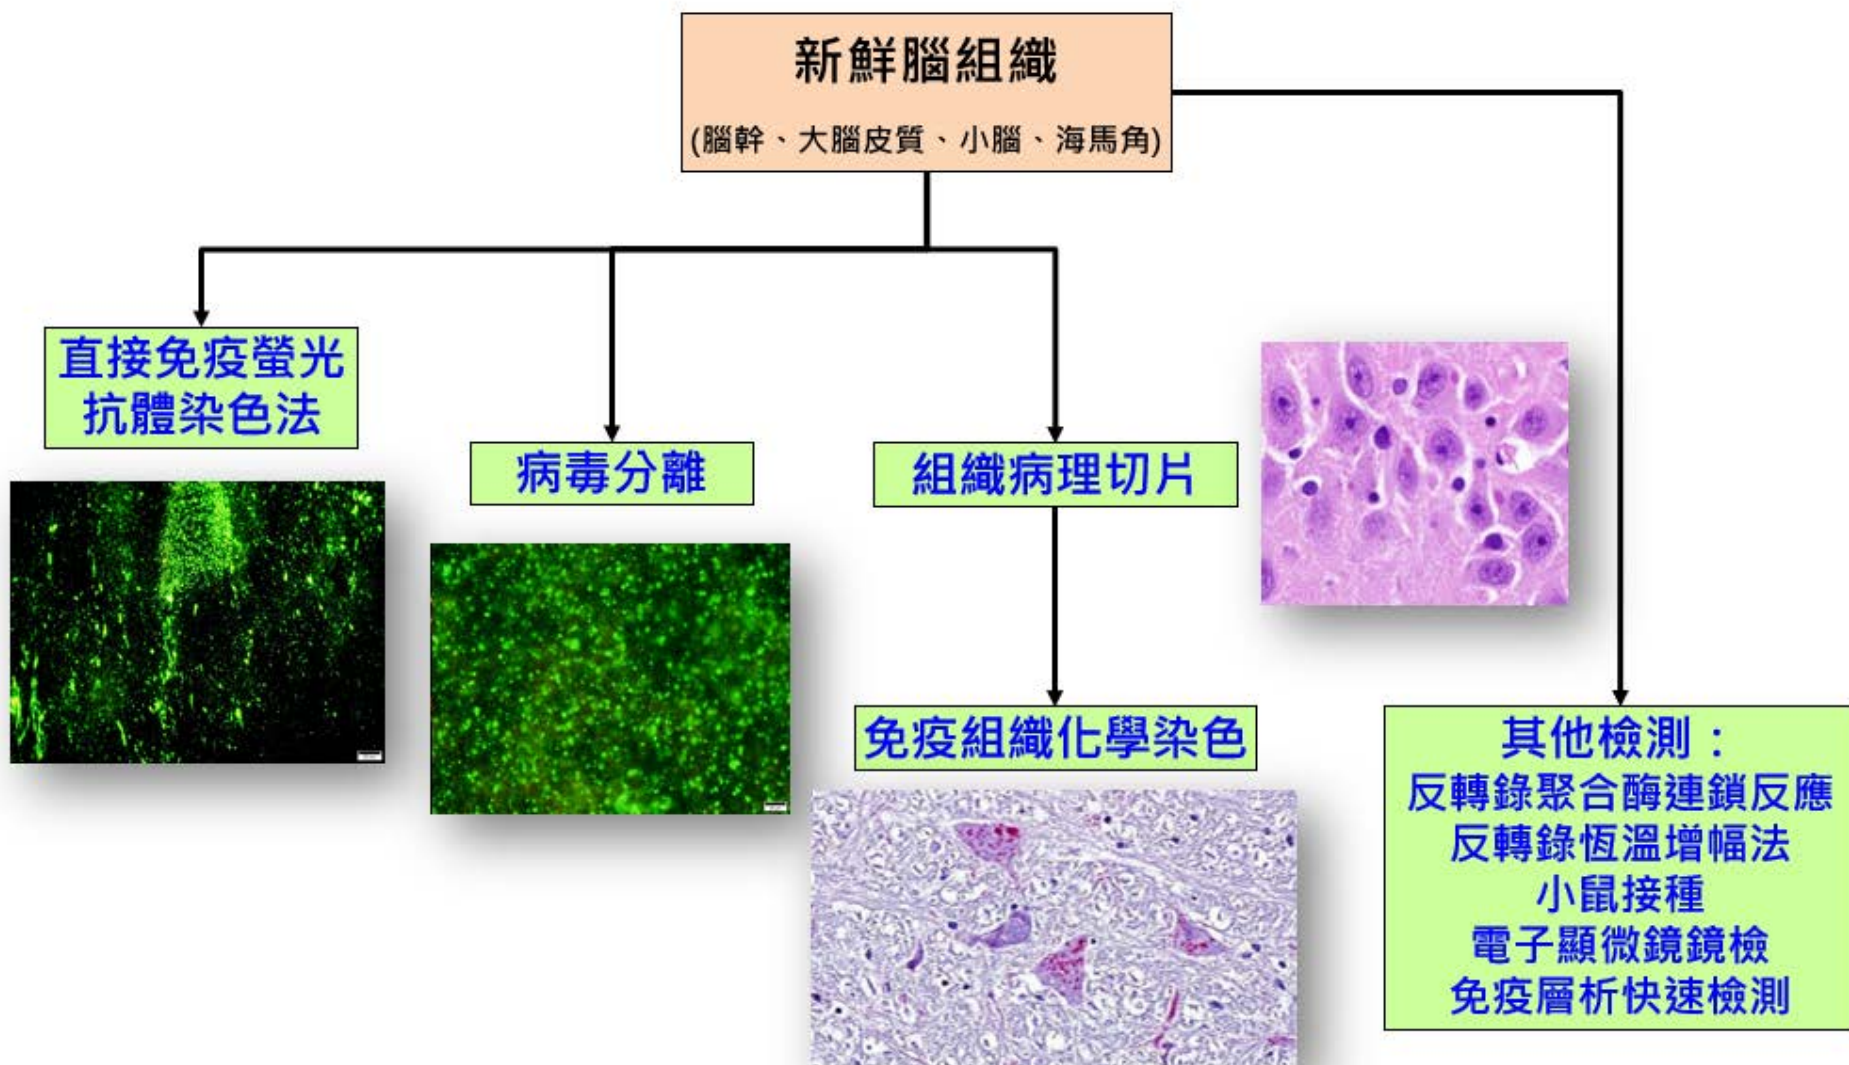 新鮮腦組織
(腦幹、大腦皮質、小腦、海馬角)
直接免疫螢光
抗體染色法
病毒分離
組織病理切片
免疫組織化學染色
其他檢測：
反轉錄聚合酶連鎖反應
反轉錄恆溫增幅法
小鼠接種
電子顯微鏡鏡檢
免疫層析快速檢測